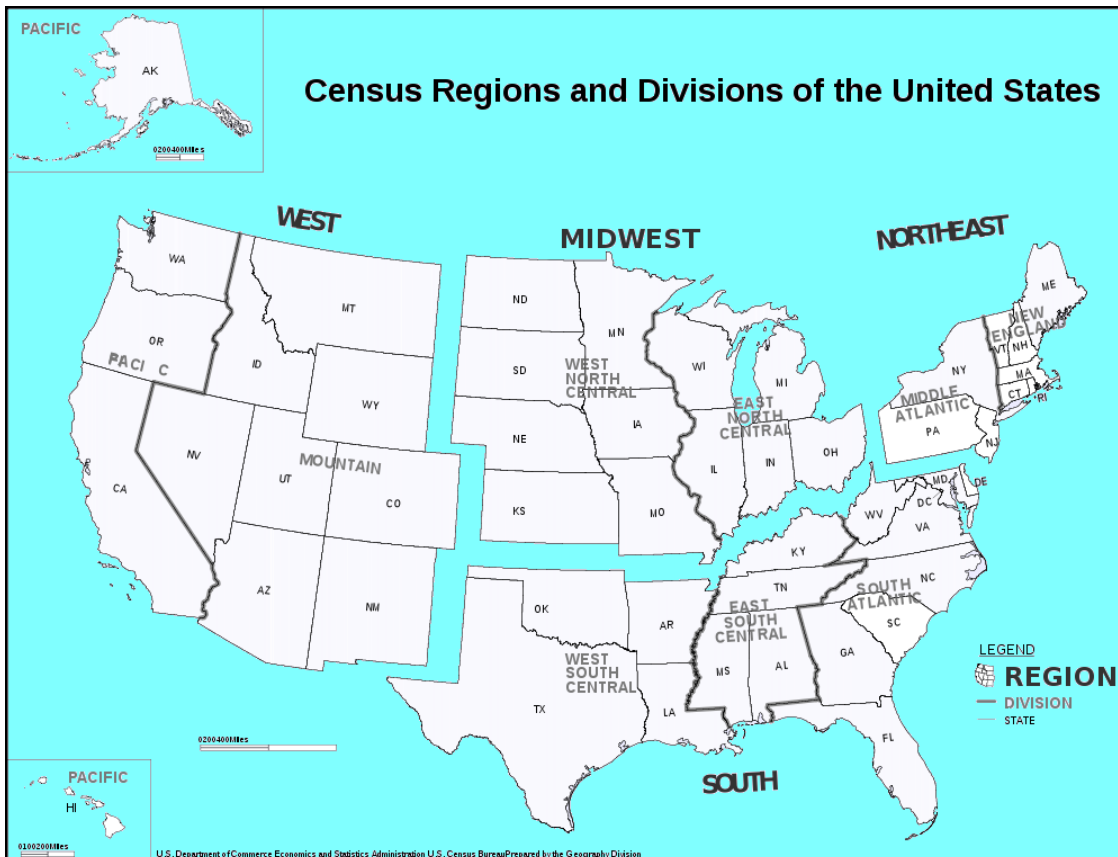 PACIFIC
AK
0200400Miles
Census Regions and Divisions of the United States
WEST
MIDWEST
NORTHEAST
WA
MT
ND
MN
ME
OR
ID
SD
WI
MI
NY
VT
NH
NEW
ENGLAND
MA
CT
RI
PACI C
WY
WEST
NORTH
CENTRAL
EAST
NORTH
CENTRAL
MIDDLE
ATLANTIC
PA
NJ
NE
IA
NV
UT
MOUNTAIN
CO
CA
IL
IN
OH
KS
MO
WV
MD
DE
DC
VA
KY
AZ
NM
OK
AR
TN
NC
EAST
SOUTH
CENTRAL
SOUTH
ATLANTIC
SC
MS
AL
GA
WEST
SOUTH
CENTRAL
TX
LA
FL
SOUTH
LEGEND
REGION
DIVISION
STATE
0200400Miles
PACIFIC
HI
0100200Miles
U.S. Department of Commerce Economics and Statistics Administration U.S. Census BureauPrepared by the Geography Division